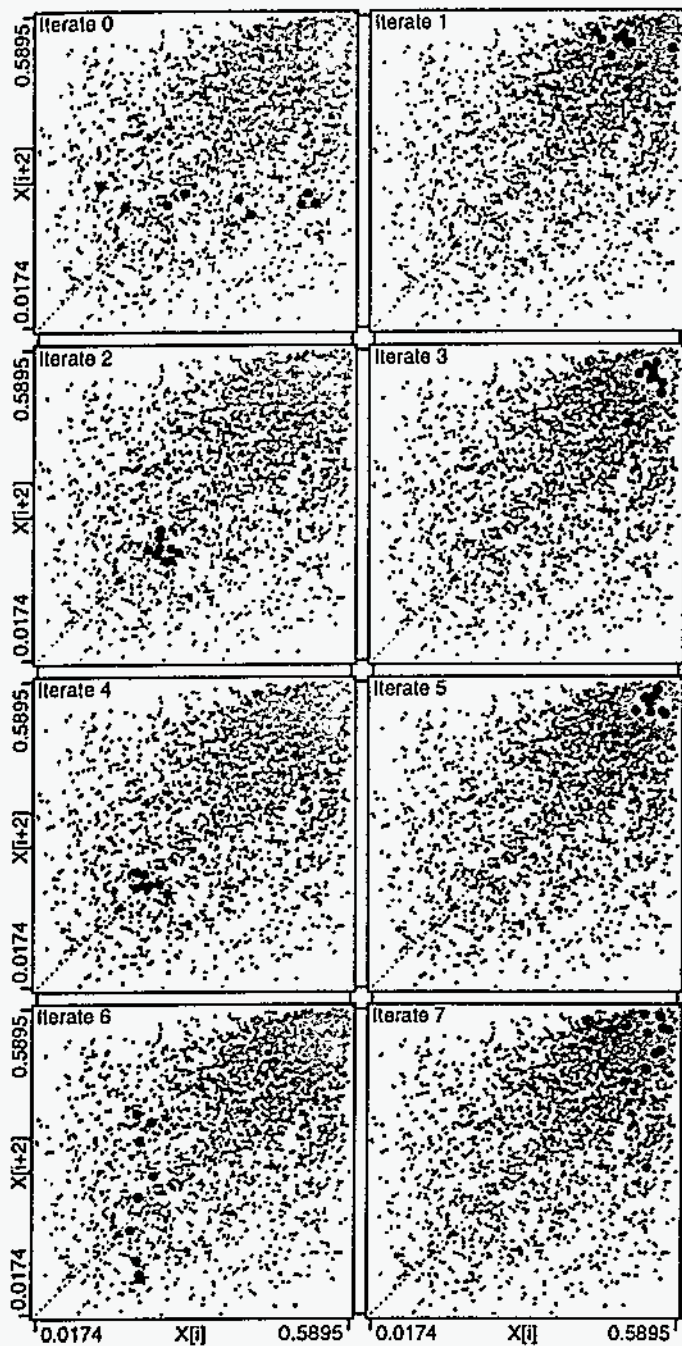 Iterate 0
Iterate 1
0.5895
X[i+2]
0.0174
Iterate 2
Iterate 3
0.5895
X[i+2]
0.0174
Iterate 4
Iterate 5
0.5895
X[i+2]
0.0174
Iterate 6
Iterate 7
0.5895
X[i+2]
0.0174
0.0174 X[i] 0.5895 0.0174 X[i] 0.5895